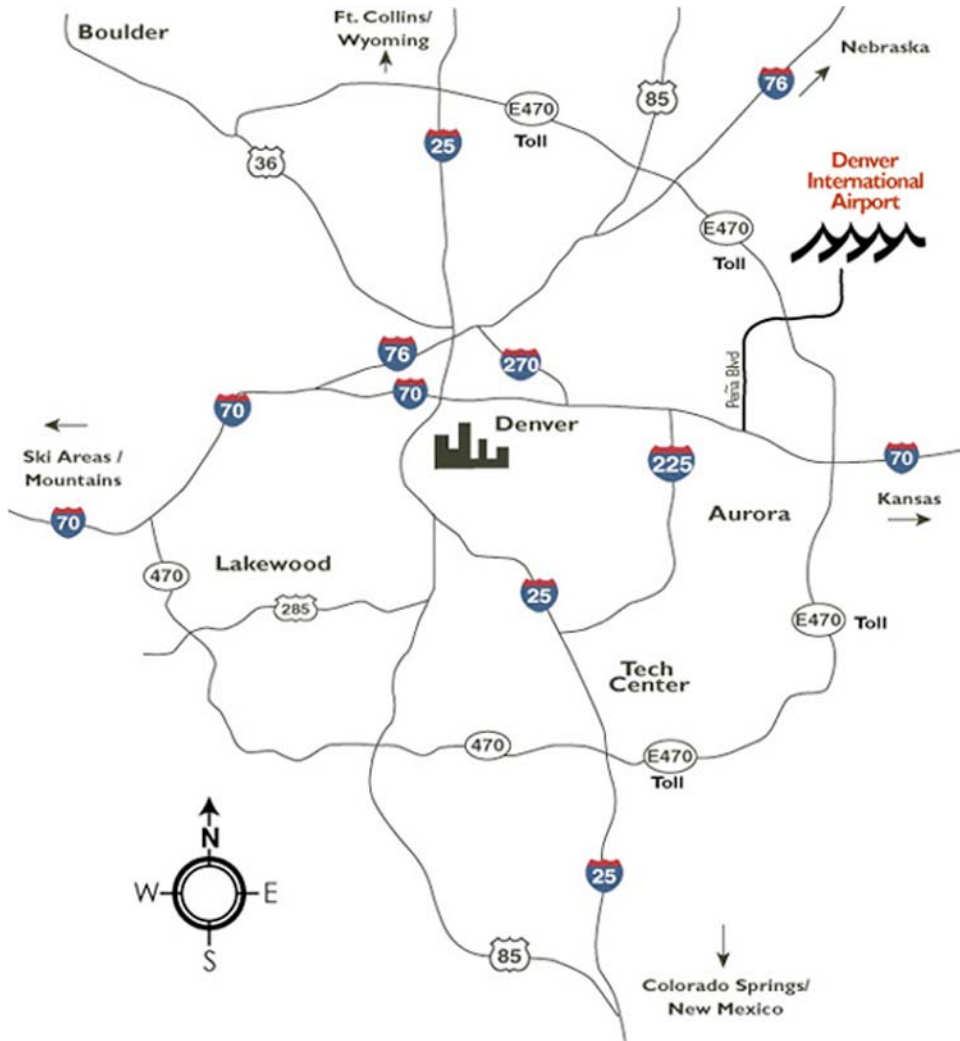 Boulder
Ft. Collins/
Wyoming
85
76
Nebraska
E470
Toll
25
36
Denver
International
Airport
E470
Toll
76
270
Peña Blvd
70
70
Denver
Ski Areas /
Mountains
225
70
Kansas
70
Aurora
Lakewood
470
285
25
E470
Toll
Tech
Center
470
E470
Toll
N
W
E
S
25
85
Colorado Springs/
New Mexico